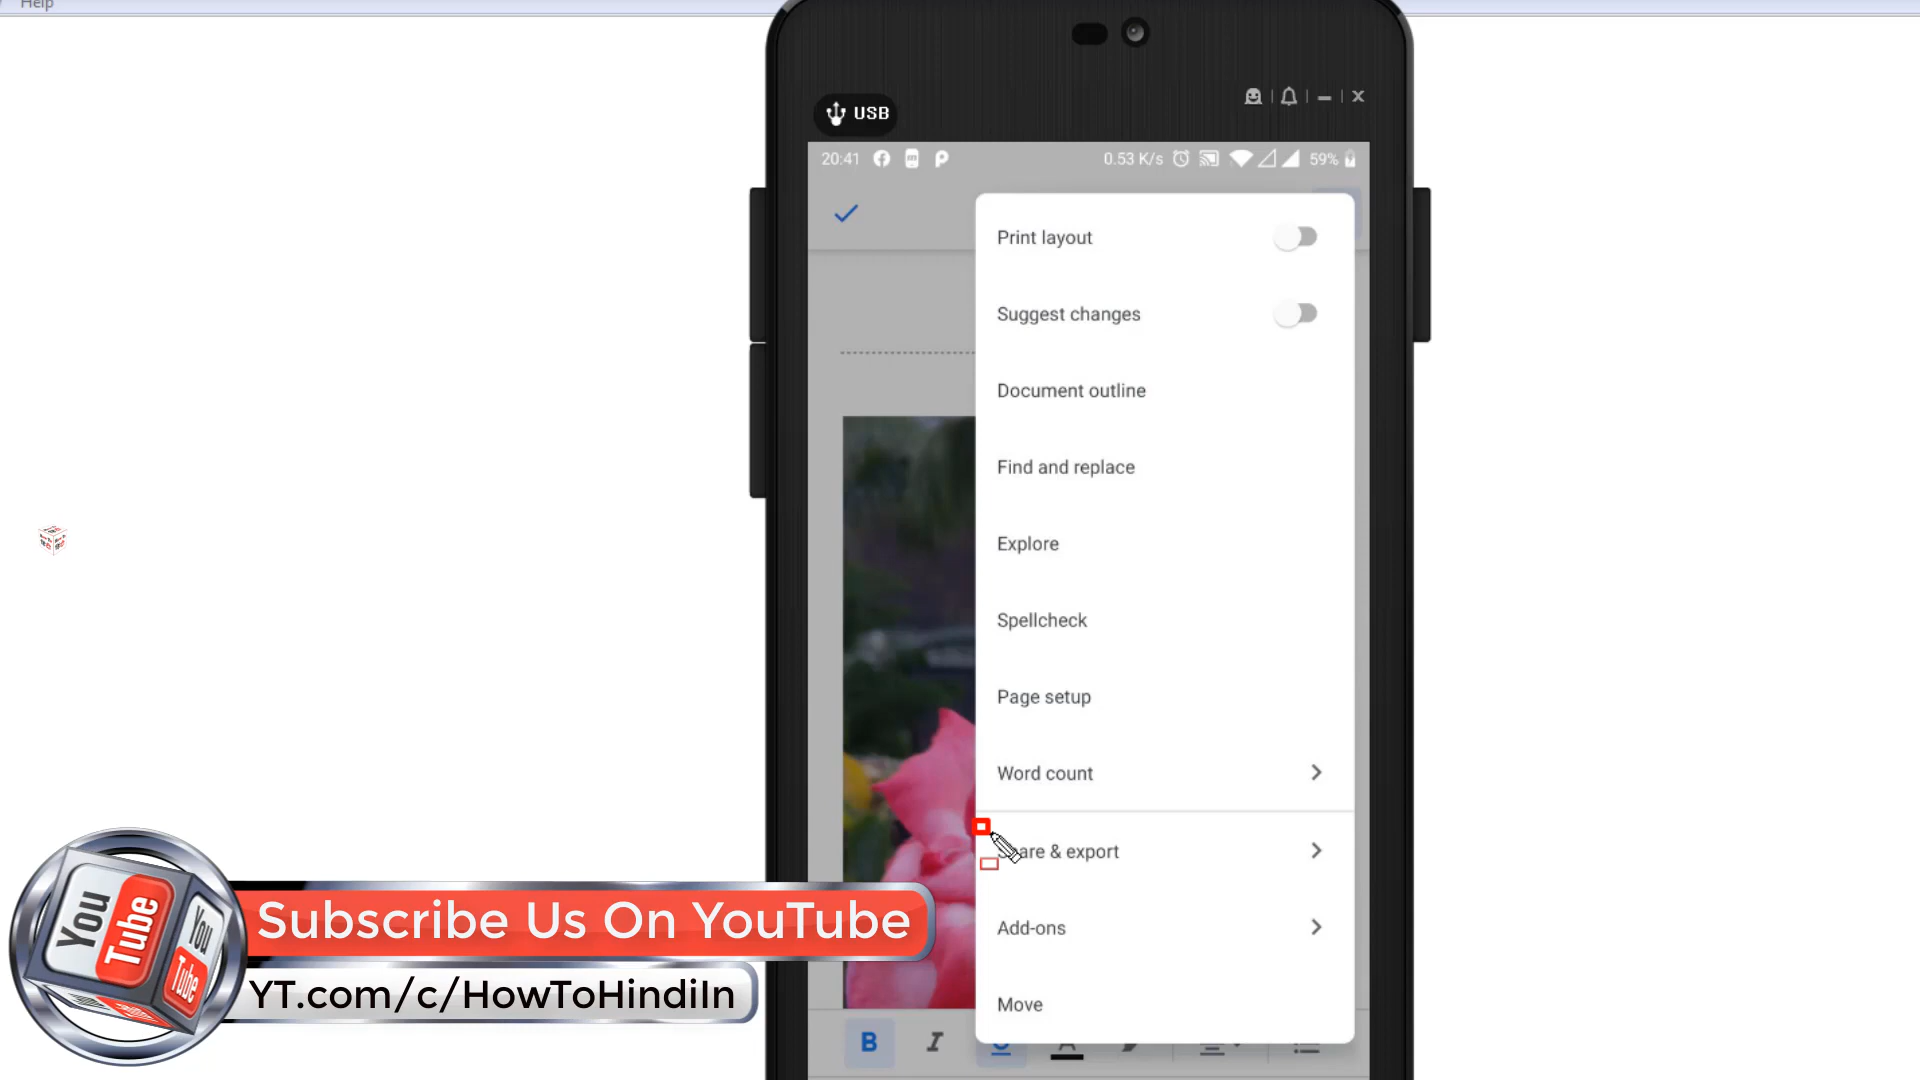 Help
USB
20:41 0.53 K/s 59%
Print layout
Suggest changes
Document outline
Find and replace
Explore
Spellcheck
Page setup
Word count
Share & export
Add-ons
Move
B I U A
You Tube
You Tube
Subscribe Us On YouTube
YT.com/c/HowToHindiIn